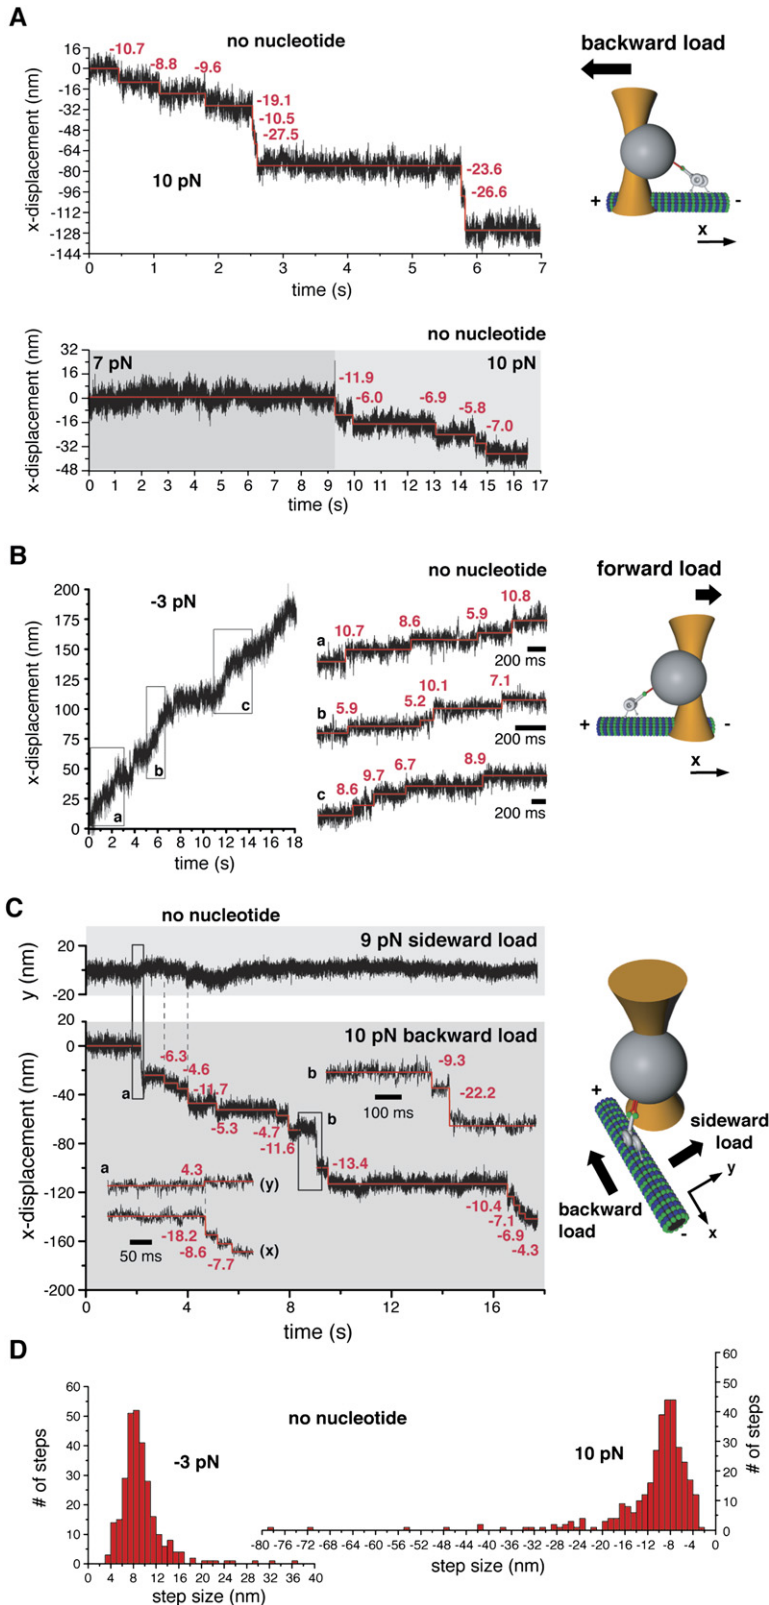 A
no nucleotide
backward load
16
0
-16
-32
-48
-64
-80
-96
-112
-128
-144
x-displacement (nm)
-10.7
-8.8
-9.6
-19.1
-10.5
-27.5
-23.6
-26.6
10 pN
0 1 2 3 4 5 6 7
time (s)
+ -
x
no nucleotide
7 pN 10 pN
32
16
0
-16
-32
-48
x-displacement (nm)
-11.9
-6.0
-6.9
-5.8
-7.0
0 1 2 3 4 5 6 7 8 9 10 11 12 13 14 15 16 17
time (s)
B
no nucleotide
forward load
-3 pN
200
175
150
125
100
75
50
25
0
x-displacement (nm)
a
b
c
0 2 4 6 8 10 12 14 16 18
time (s)
a
10.7 8.6 5.9 10.8
200 ms
b
5.9 5.2 10.1 7.1
200 ms
c
8.6 9.7 6.7 8.9
200 ms
+ -
x
C
no nucleotide
9 pN sideward load
20
0
-20
y (nm)
10 pN backward load
20
0
-40
-80
-120
-160
-200
x-displacement (nm)
a
-6.3
-4.6
-11.7
-5.3
-4.7
-11.6
b
-13.4
-10.4
-7.1
-6.9
-4.3
b
-9.3
-22.2
100 ms
a
4.3
(y)
-18.2
-8.6
-7.7
(x)
50 ms
0 4 8 12 16
time (s)
+
sideward
load
y
backward
load
x
-
D
no nucleotide
-3 pN
60
50
40
30
20
10
0
# of steps
0 4 8 12 16 20 24 28 32 36 40
step size (nm)
10 pN
60
50
40
30
20
10
0
# of steps
-80 -76 -72 -68 -64 -60 -56 -52 -48 -44 -40 -36 -32 -28 -24 -20 -16 -12 -8 -4 0
step size (nm)